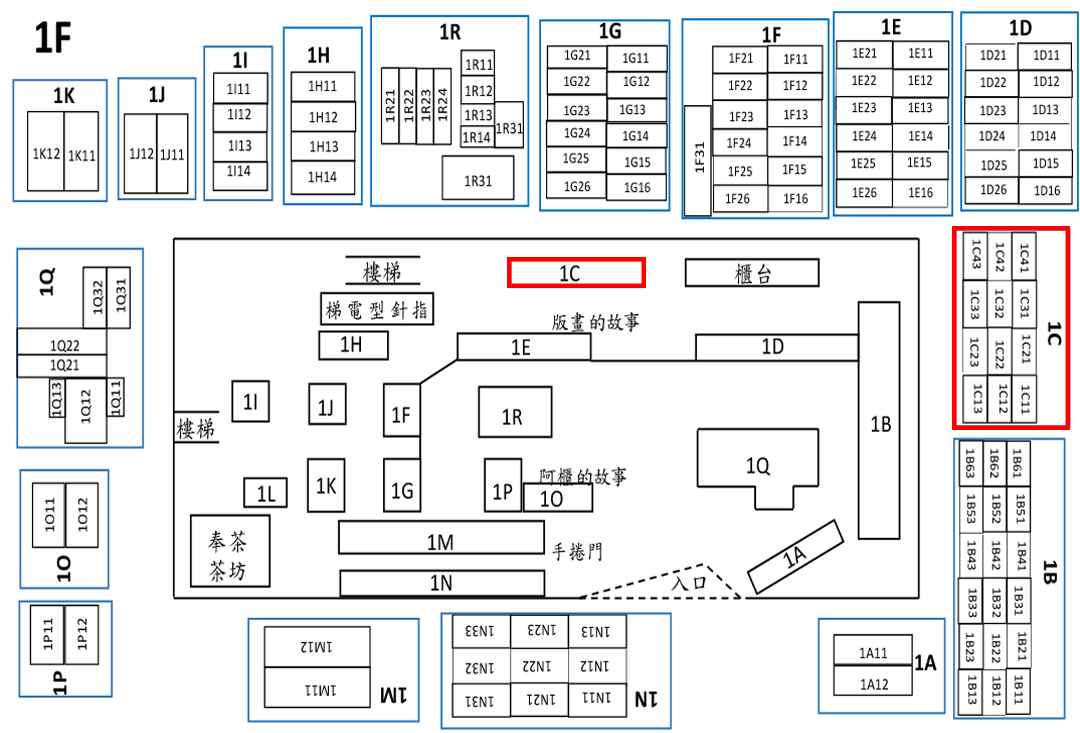 1F
1K
1K12 1K11
1J
1J12 1J11
1I
1I11
1I12
1I13
1I14
1H
1H11
1H12
1H13
1H14
1R
1R21 1R22 1R23 1R24
1R11
1R12
1R13
1R14
1R31
1R31
1G
1G21 1G11
1G22 1G12
1G23 1G13
1G24 1G14
1G25 1G15
1G26 1G16
1F
1F31
1F21 1F11
1F22 1F12
1F23 1F13
1F24 1F14
1F25 1F15
1F26 1F16
1E
1E21 1E11
1E22 1E12
1E23 1E13
1E24 1E14
1E25 1E15
1E26 1E16
1D
1D21 1D11
1D22 1D12
1D23 1D13
1D24 1D14
1D25 1D15
1D26 1D16
1Q
1Q32 1Q31
1Q22
1Q21
1Q13 1Q12 1Q11
1O
1O11 1O12
1P
1P11 1P12
樓梯
1C
櫃台
梯電型針指
版畫的故事
1H
1E
1D
1I
1J
1F
1R
1B
樓梯
1L
1K
1G
1P
阿櫃的故事
1O
1Q
奉茶
茶坊
1M
手捲門
1N
入口
1A
1C
1C43 1C42 1C41
1C33 1C32 1C31
1C23 1C22 1C21
1C13 1C12 1C11
1B
1B63 1B62 1B61
1B53 1B52 1B51
1B43 1B42 1B41
1B33 1B32 1B31
1B23 1B22 1B21
1B13 1B12 1B11
1M12
1M11
1M
1N33 1N23 1N13
1N32 1N22 1N12
1N31 1N21 1N11
1N
1A11
1A12
1A